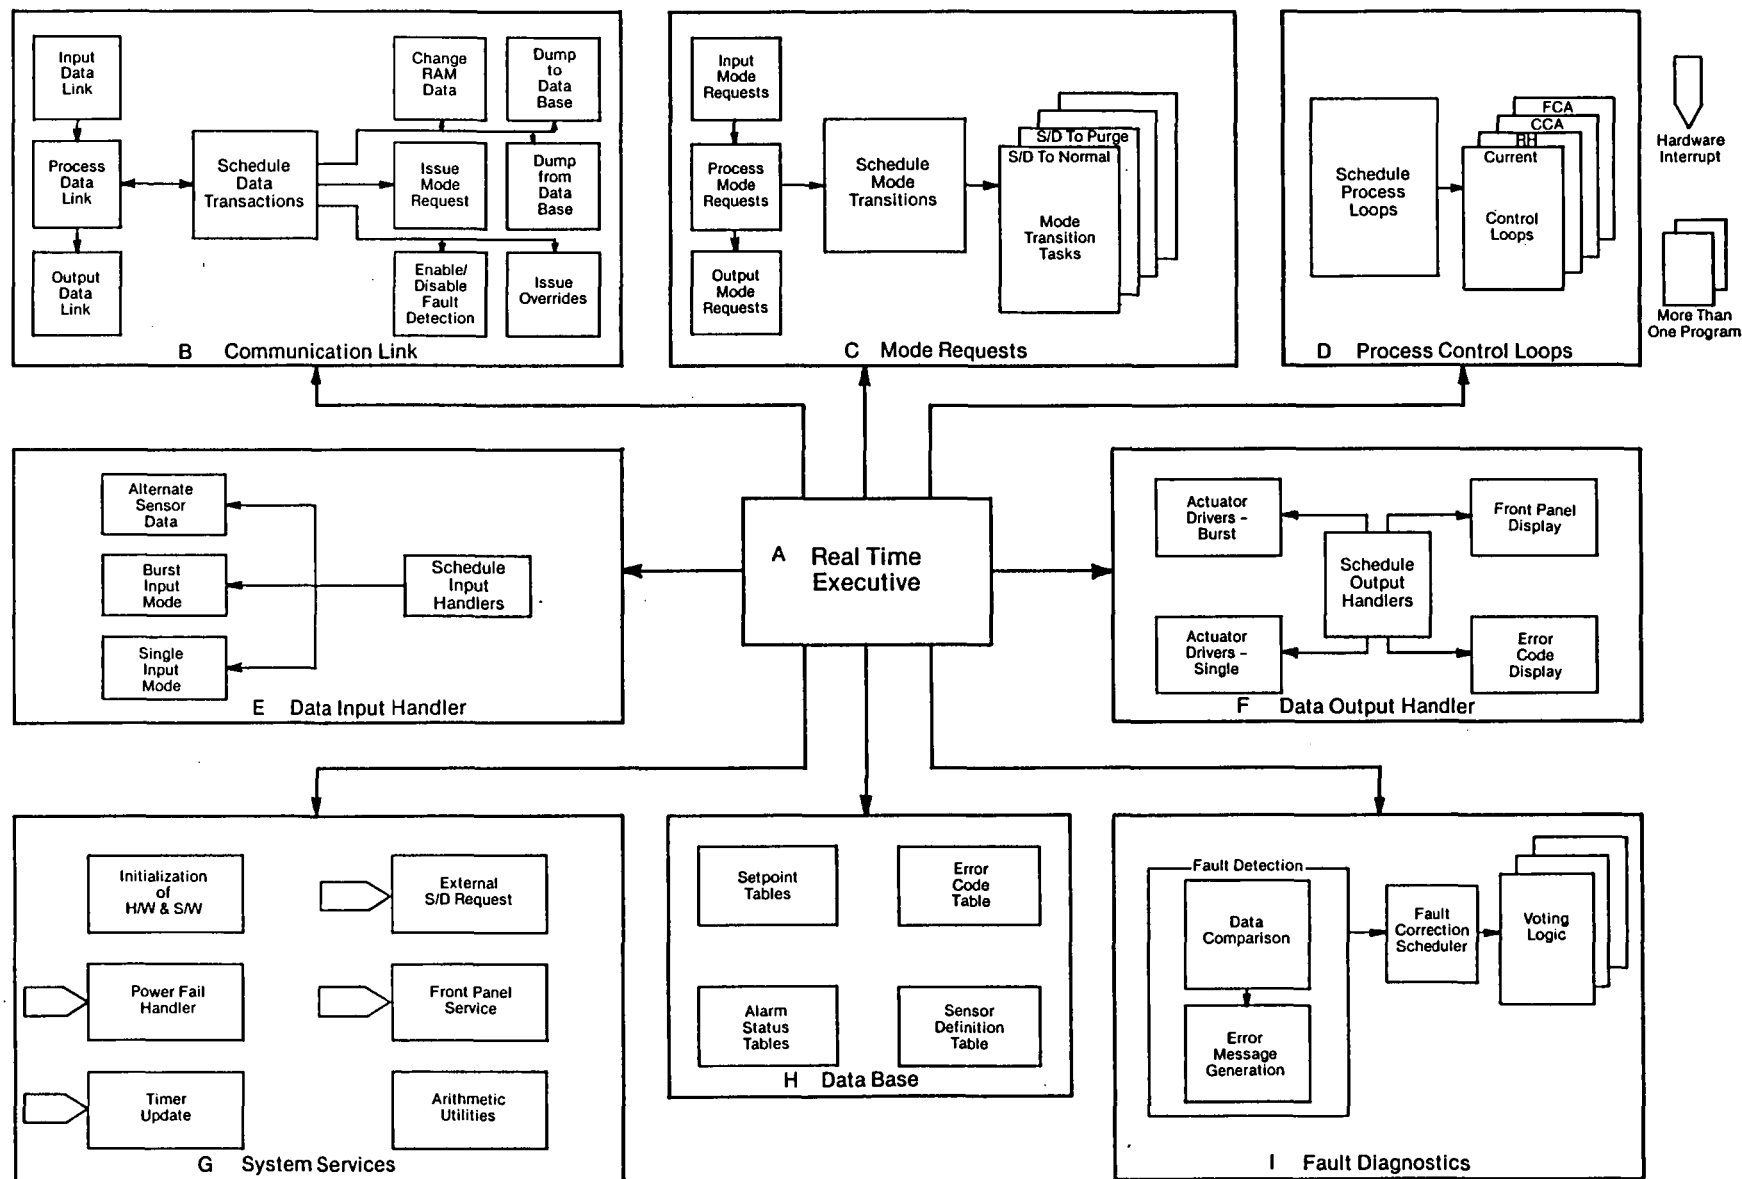 Input
Data
Link
Process
Data
Link
Output
Data
Link
Schedule
Data
Transactions
Change
RAM
Data
Dump
to
Data
Base
Issue
Mode
Request
Dump
from
Data
Base
Enable/
Disable
Fault
Detection
Issue
Overrides
B Communication Link
Input
Mode
Requests
Process
Mode
Requests
Output
Mode
Requests
Schedule
Mode
Transitions
S/D To Purge
S/D To Normal
Mode
Transition
Tasks
C Mode Requests
Schedule
Process
Loops
FCA
CCA
RH
Current
Control
Loops
D Process Control Loops
Hardware
Interrupt
More Than
One Program
Alternate
Sensor
Data
Burst
Input
Mode
Single
Input
Mode
Schedule
Input
Handlers
E Data Input Handler
A Real Time
Executive
Actuator
Drivers -
Burst
Front Panel
Display
Schedule
Output
Handlers
Actuator
Drivers -
Single
Error
Code
Display
F Data Output Handler
Initialization
of
H/W & S/W
External
S/D Request
Power Fail
Handler
Front Panel
Service
Timer
Update
Arithmetic
Utilities
G System Services
Setpoint
Tables
Error
Code
Table
Alarm
Status
Tables
Sensor
Definition
Table
H Data Base
Fault Detection
Data
Comparison
Error
Message
Generation
Fault
Correction
Scheduler
Voting
Logic
I Fault Diagnostics